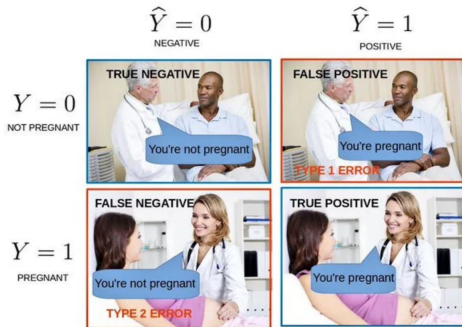 Ŷ = 0
NEGATIVE
Ŷ = 1
POSITIVE
Y = 0
NOT PREGNANT
TRUE NEGATIVE
You're not pregnant
FALSE POSITIVE
You're pregnant
TYPE 1 ERROR
Y = 1
PREGNANT
FALSE NEGATIVE
You're not pregnant
TYPE 2 ERROR
TRUE POSITIVE
You're pregnant